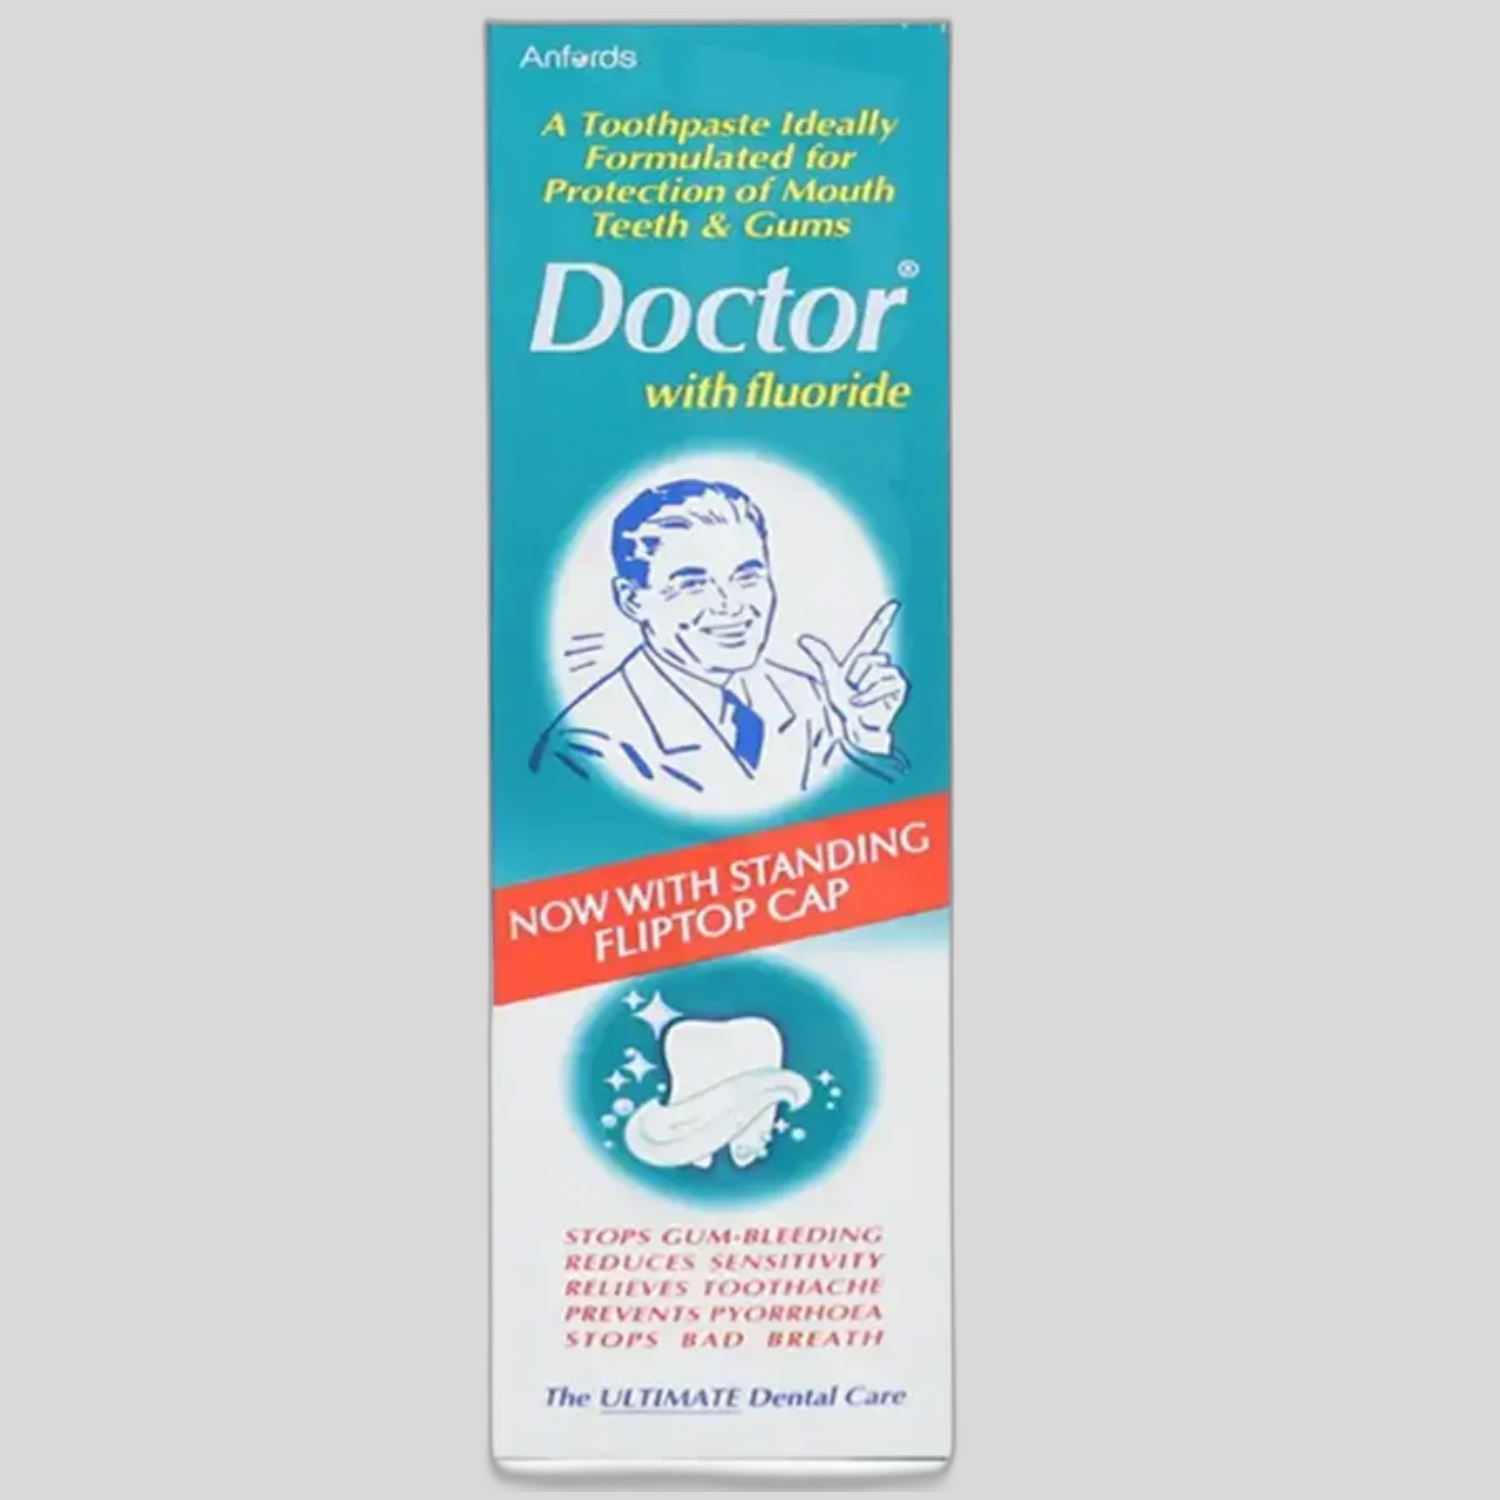 Anfords
A Toothpaste Ideally
Formulated for
Protection of Mouth
Teeth & Gums
Doctor®
with fluoride
NOW WITH STANDING
FLIPTOP CAP
STOPS GUM-BLEEDING
REDUCES SENSITIVITY
RELIEVES TOOTHACHE
PREVENTS PYORRHOEA
STOPS BAD BREATH
The ULTIMATE Dental Care